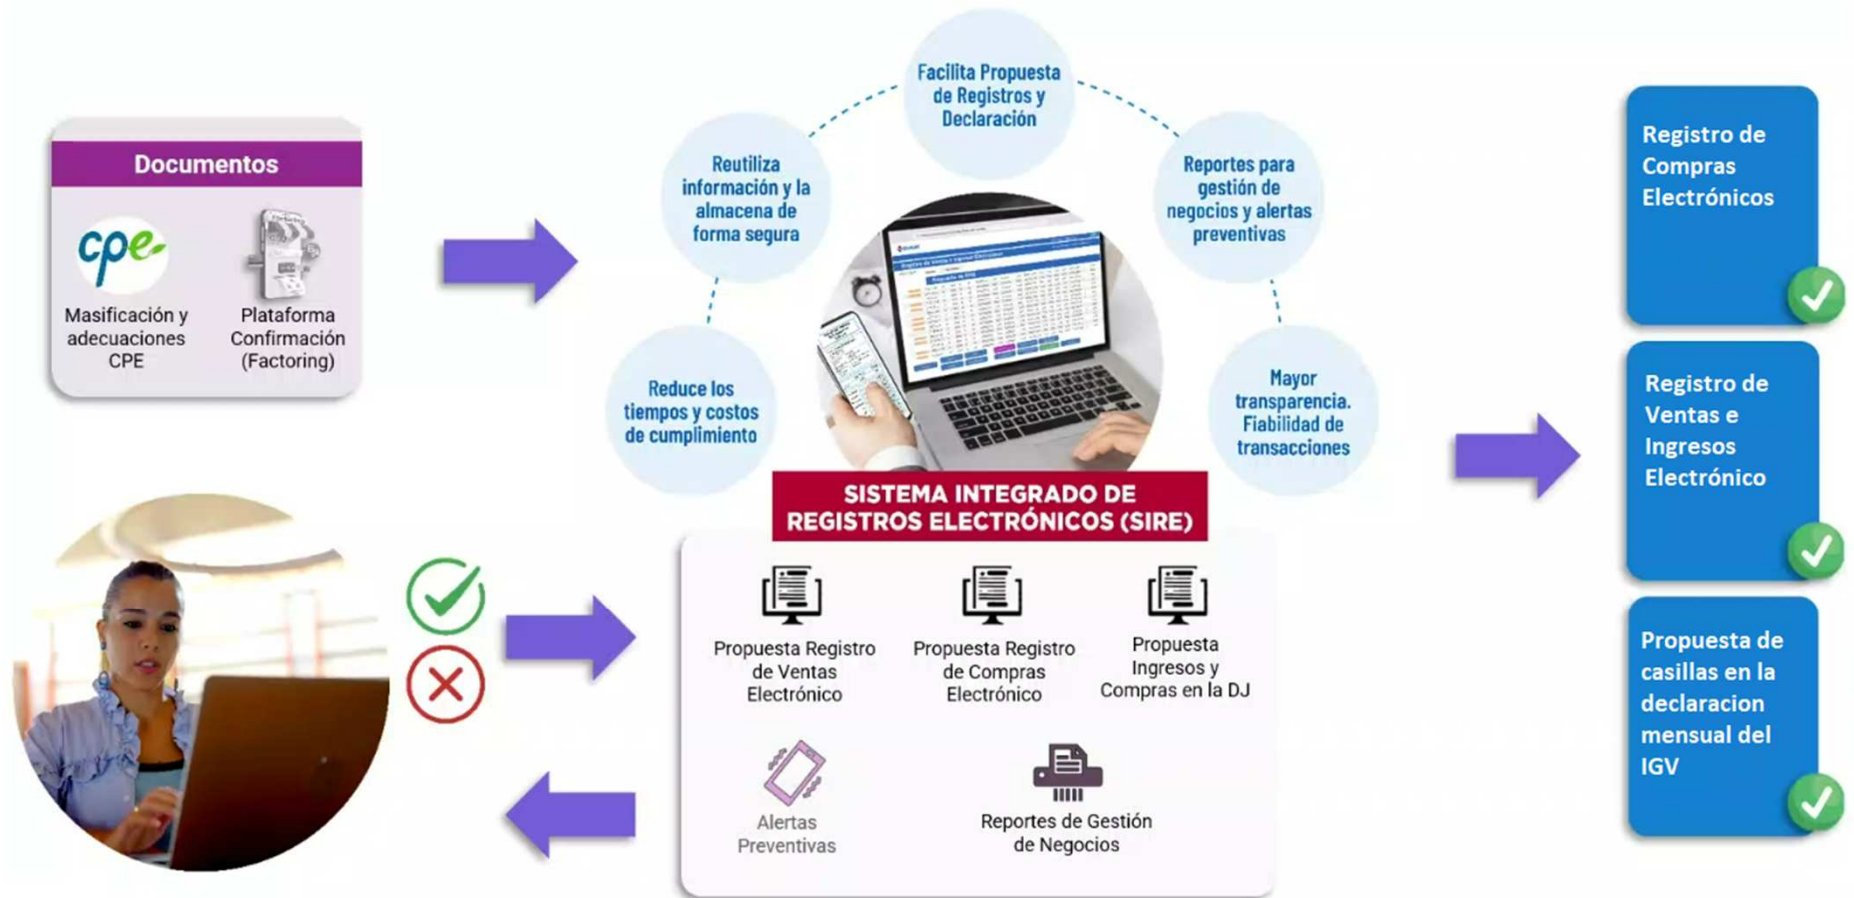 Documentos
cpe
Masificación y
adecuaciones
CPE
Plataforma
Confirmación
(Factoring)
Facilita Propuesta
de Registros y
Declaración
Reutiliza
información y la
almacena de
forma segura
Reportes para
gestión de
negocios y alertas
preventivas
Reduce los
tiempos y costos
de cumplimiento
Mayor
transparencia.
Fiabilidad de
transacciones
SISTEMA INTEGRADO DE
REGISTROS ELECTRÓNICOS (SIRE)
Propuesta Registro
de Ventas
Electrónico
Propuesta Registro
de Compras
Electrónico
Propuesta
Ingresos y
Compras en la DJ
Alertas
Preventivas
Reportes de Gestión
de Negocios
Registro de
Compras
Electrónicos
Registro de
Ventas e
Ingresos
Electrónico
Propuesta de
casillas en la
declaracion
mensual del
IGV